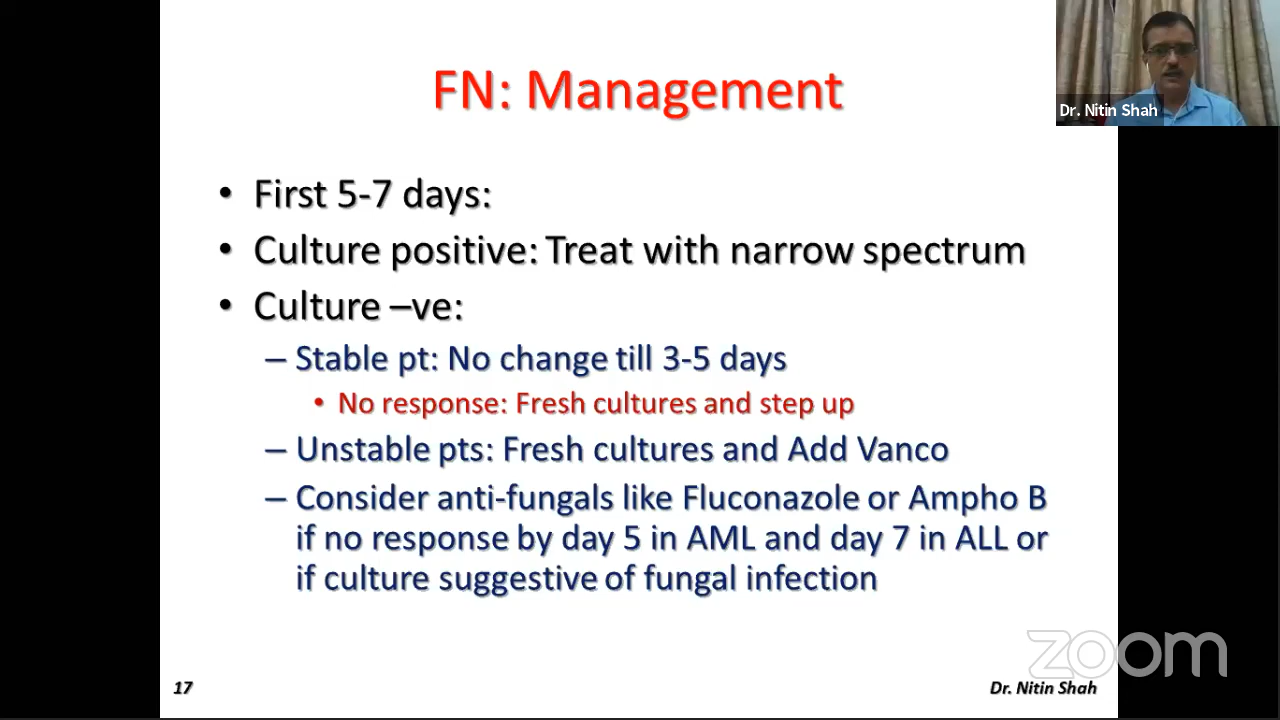 FN: Management
Dr. Nitin Shah
• First 5-7 days:
• Culture positive: Treat with narrow spectrum
• Culture –ve:
– Stable pt: No change till 3-5 days
• No response: Fresh cultures and step up
– Unstable pts: Fresh cultures and Add Vanco
– Consider anti-fungals like Fluconazole or Ampho B
if no response by day 5 in AML and day 7 in ALL or
if culture suggestive of fungal infection
zoom
17
Dr. Nitin Shah